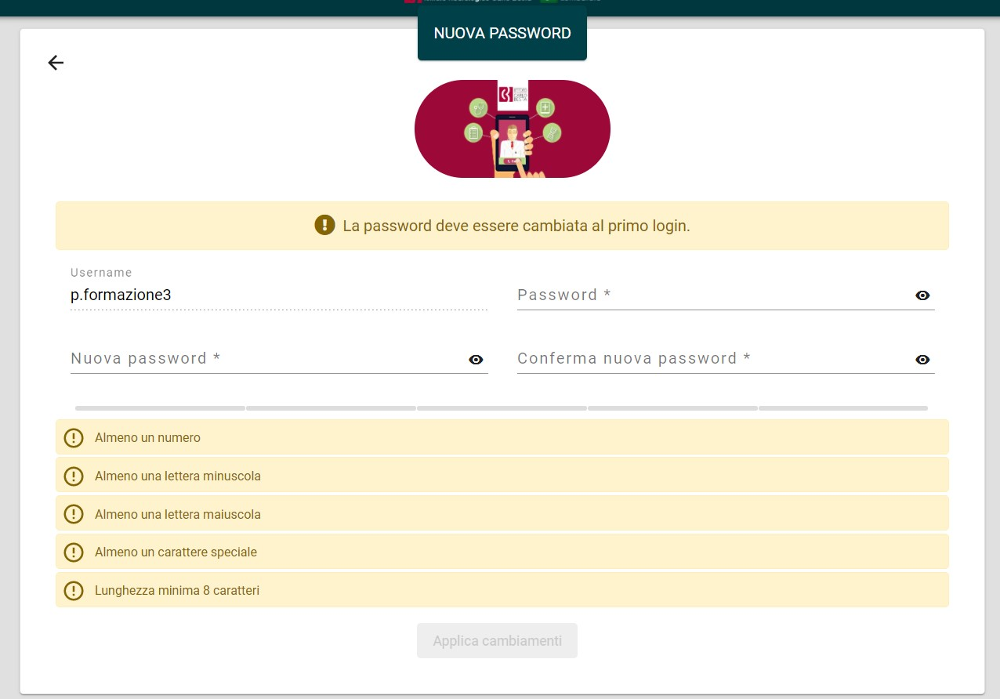 NUOVA PASSWORD
La password deve essere cambiata al primo login.
Username
p.formazione3
Password *
Nuova password *
Conferma nuova password *
Almeno un numero
Almeno una lettera minuscola
Almeno una lettera maiuscola
Almeno un carattere speciale
Lunghezza minima 8 caratteri
Applica cambiamenti